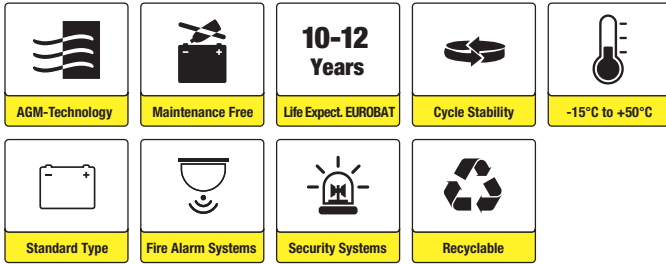 10-12
Years
AGM-Technology
Maintenance Free
Life Expect. EUROBAT
Cycle Stability
-15°C to +50°C
- +
- +
Standard Type
Fire Alarm Systems
Security Systems
Recyclable